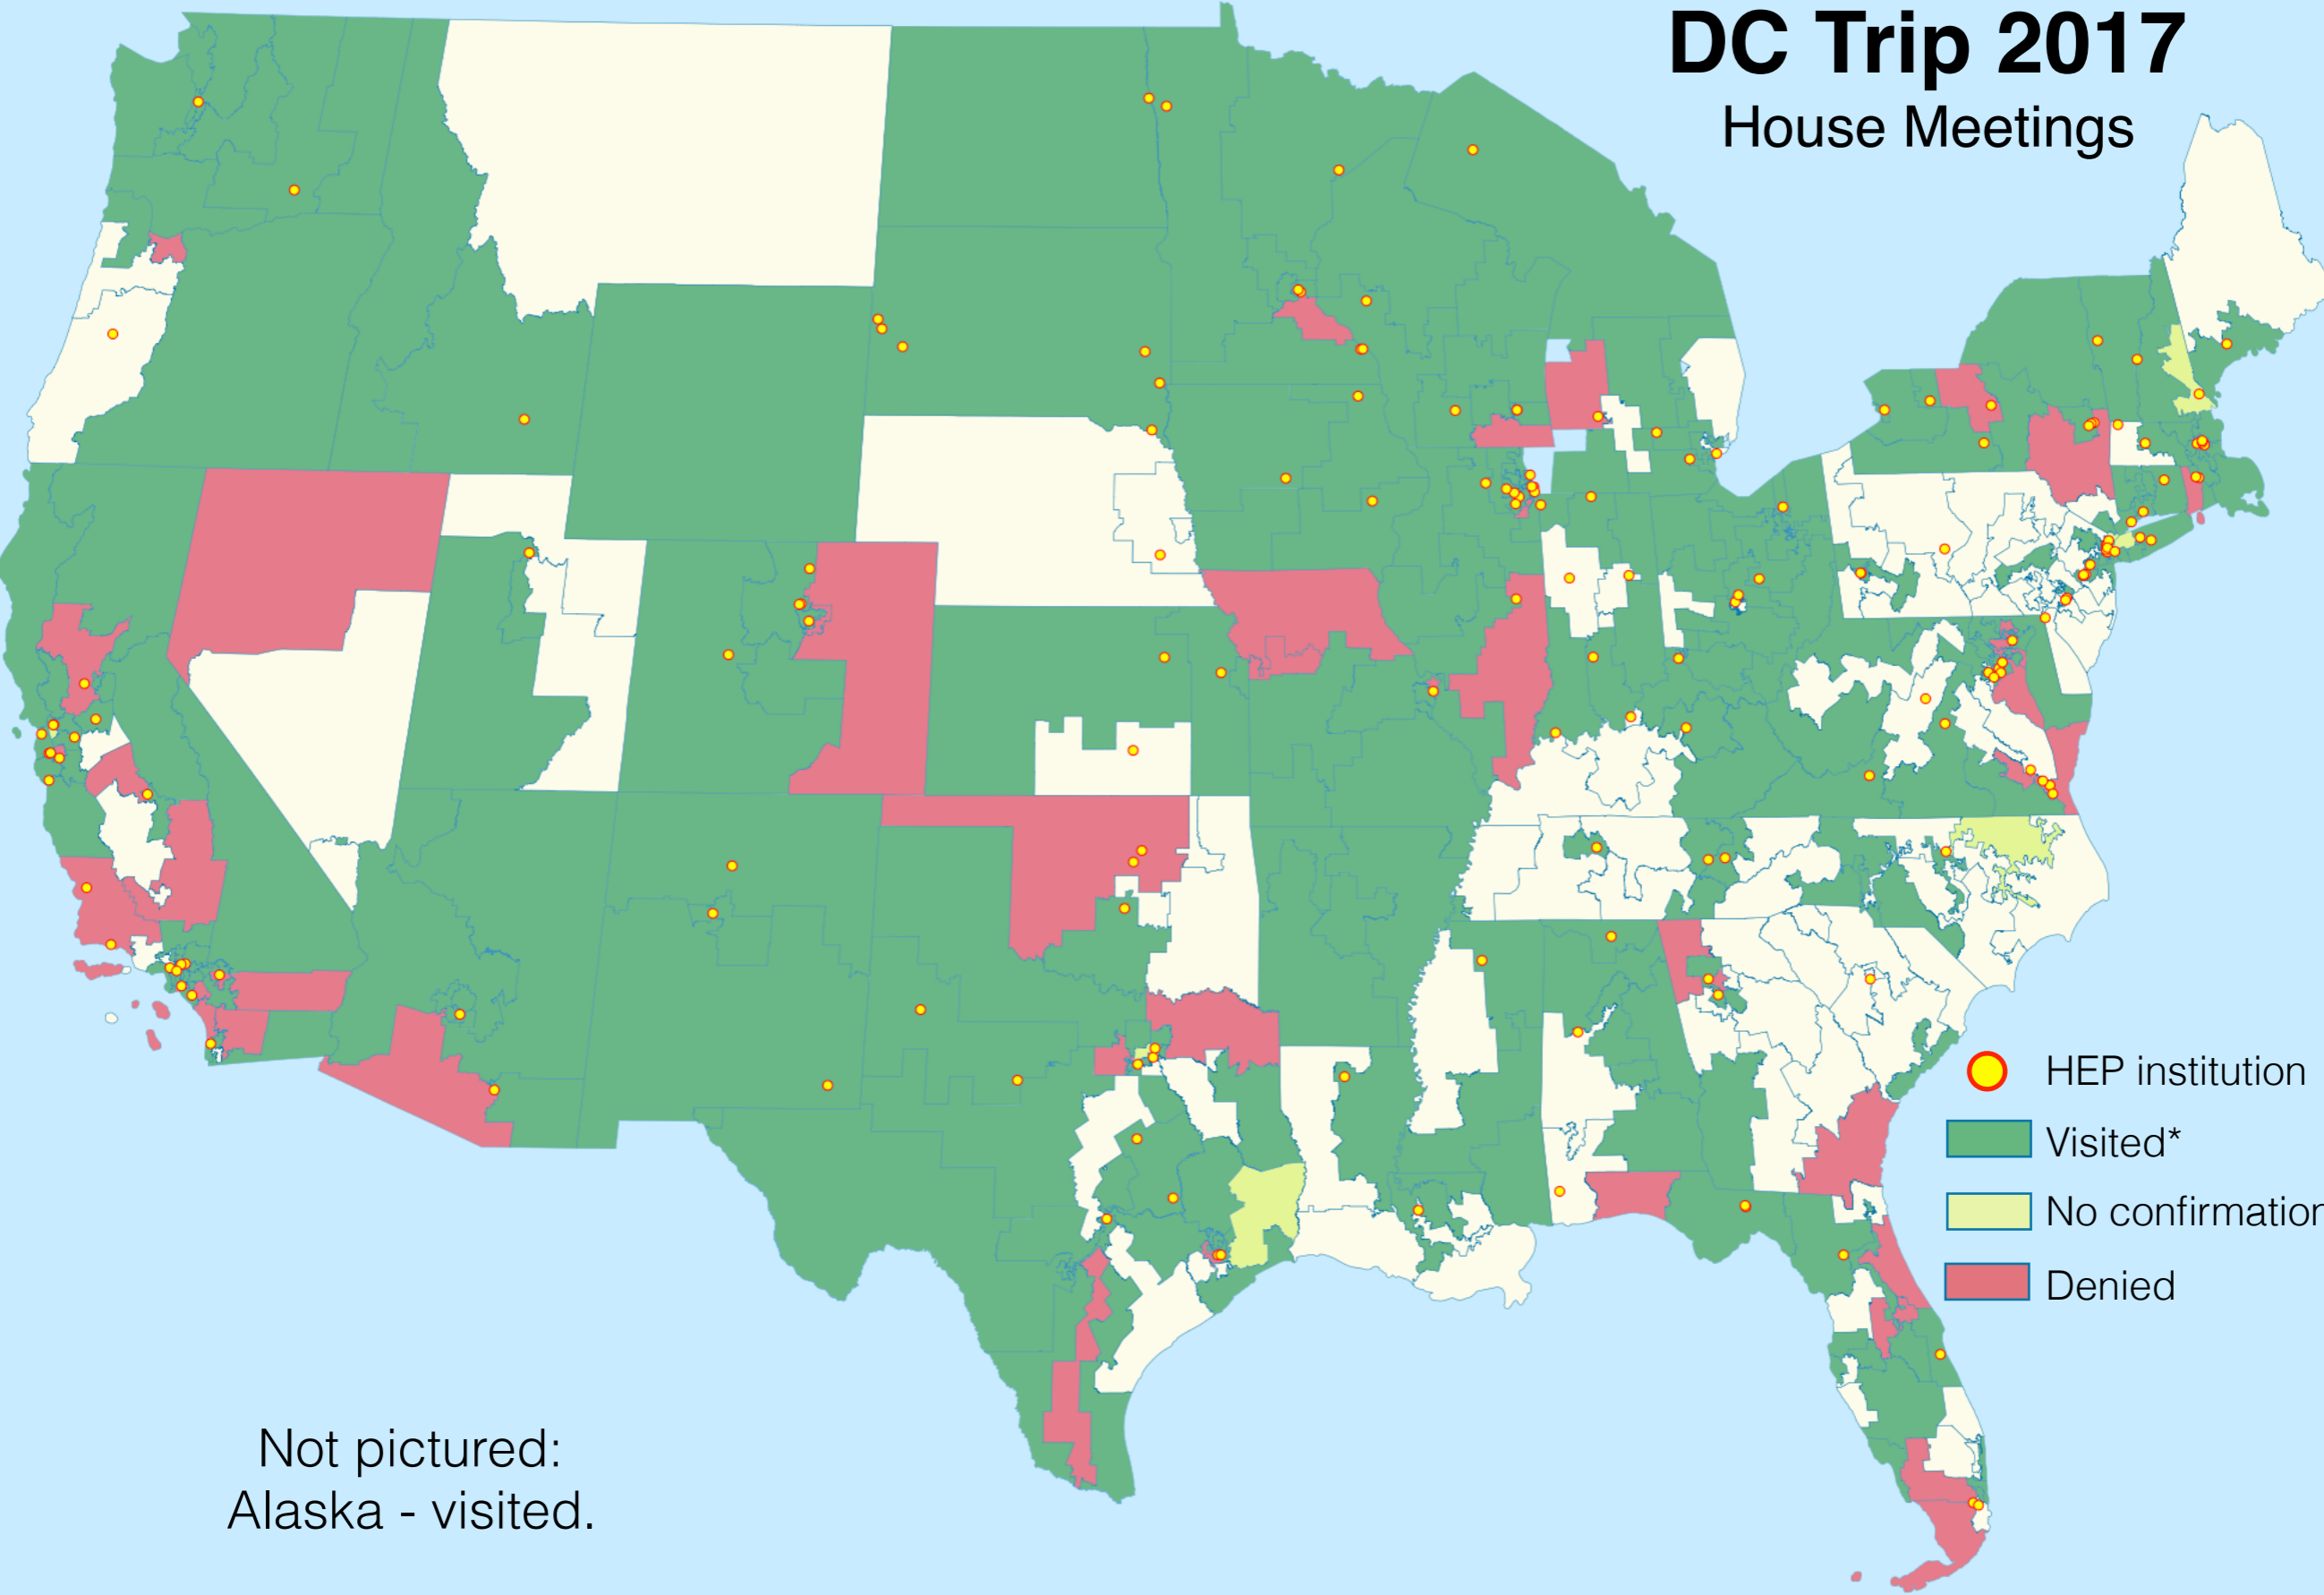 DC Trip 2017
House Meetings
HEP institution
Visited*
No confirmation
Denied
Not pictured:
Alaska - visited.